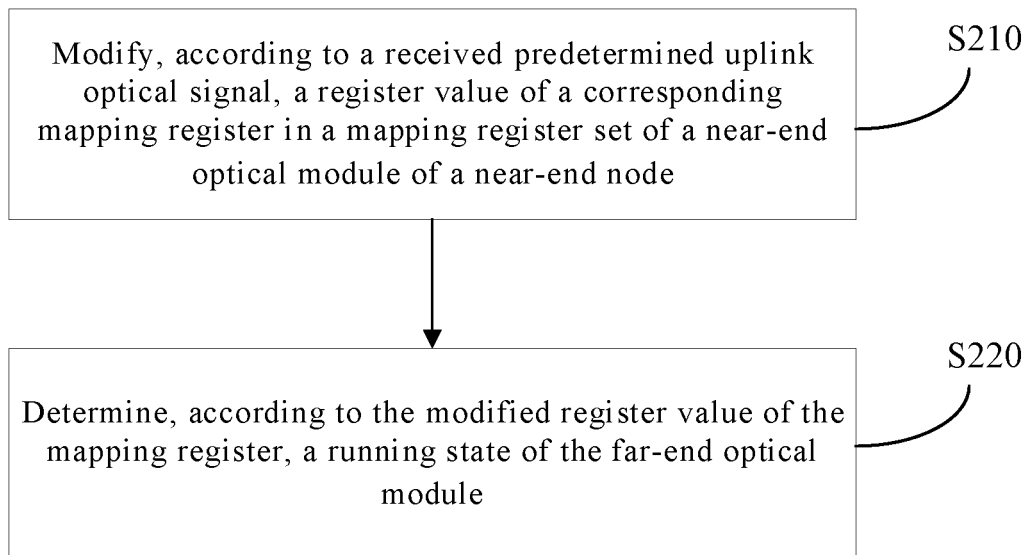 Modify, according to a received predetermined uplink
optical signal, a register value of a corresponding
mapping register in a mapping register set of a near-end
optical module of a near-end node
S210
Determine, according to the modified register value of the
mapping register, a running state of the far-end optical
module
S220